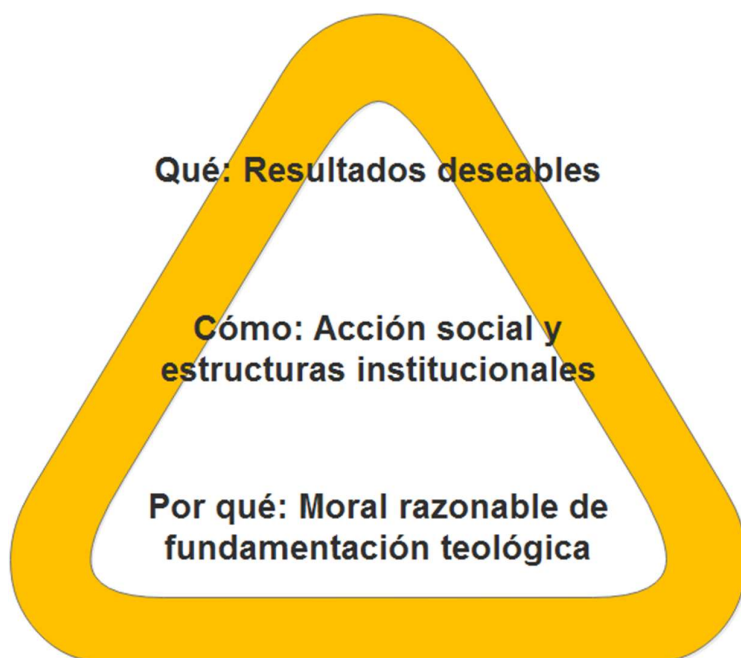 Qué: Resultados deseables
Cómo: Acción social y
estructuras institucionales
Por qué: Moral razonable de
fundamentación teológica